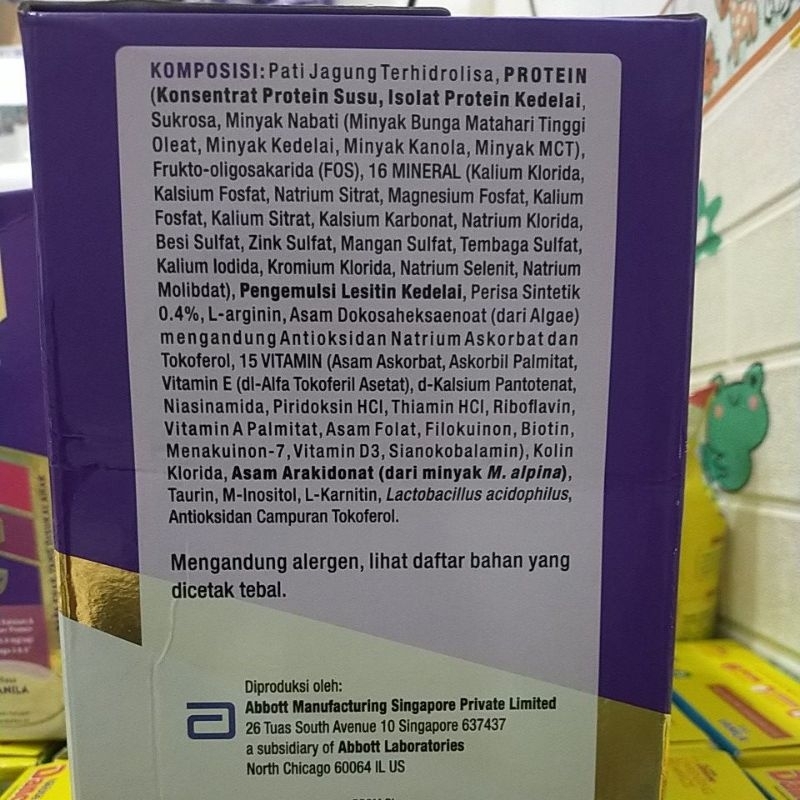 KOMPOSISI: Pati Jagung Terhidrolisa, PROTEIN
(Konsentrat Protein Susu, Isolat Protein Kedelai,
Sukrosa, Minyak Nabati (Minyak Bunga Matahari Tinggi
Oleat, Minyak Kedelai, Minyak Kanola, Minyak MCT),
Frukto-oligosakarida (FOS), 16 MINERAL (Kalium Klorida,
Kalsium Fosfat, Natrium Sitrat, Magnesium Fosfat, Kalium
Fosfat, Kalium Sitrat, Kalsium Karbonat, Natrium Klorida,
Besi Sulfat, Zink Sulfat, Mangan Sulfat, Tembaga Sulfat,
Kalium Iodida, Kromium Klorida, Natrium Selenit, Natrium
Molibdat), Pengemulsi Lesitin Kedelai, Perisa Sintetik
0.4%, L-arginin, Asam Dokosaheksaenoat (dari Algae)
mengandung Antioksidan Natrium Askorbat dan
Tokoferol, 15 VITAMIN (Asam Askorbat, Askorbil Palmitat,
Vitamin E (dl-Alfa Tokoferil Asetat), d-Kalsium Pantotenat,
Niasinamida, Piridoksin HCl, Thiamin HCl, Riboflavin,
Vitamin A Palmitat, Asam Folat, Filokuinon, Biotin,
Menakuinon-7, Vitamin D3, Sianokobalamin), Kolin
Klorida, Asam Arakidonat (dari minyak M. alpina),
Taurin, M-Inositol, L-Karnitin, Lactobacillus acidophilus,
Antioksidan Campuran Tokoferol.
Mengandung alergen, lihat daftar bahan yang
dicetak tebal.
Diproduksi oleh:
Abbott Manufacturing Singapore Private Limited
26 Tuas South Avenue 10 Singapore 637437
a subsidiary of Abbott Laboratories
North Chicago 60064 IL US